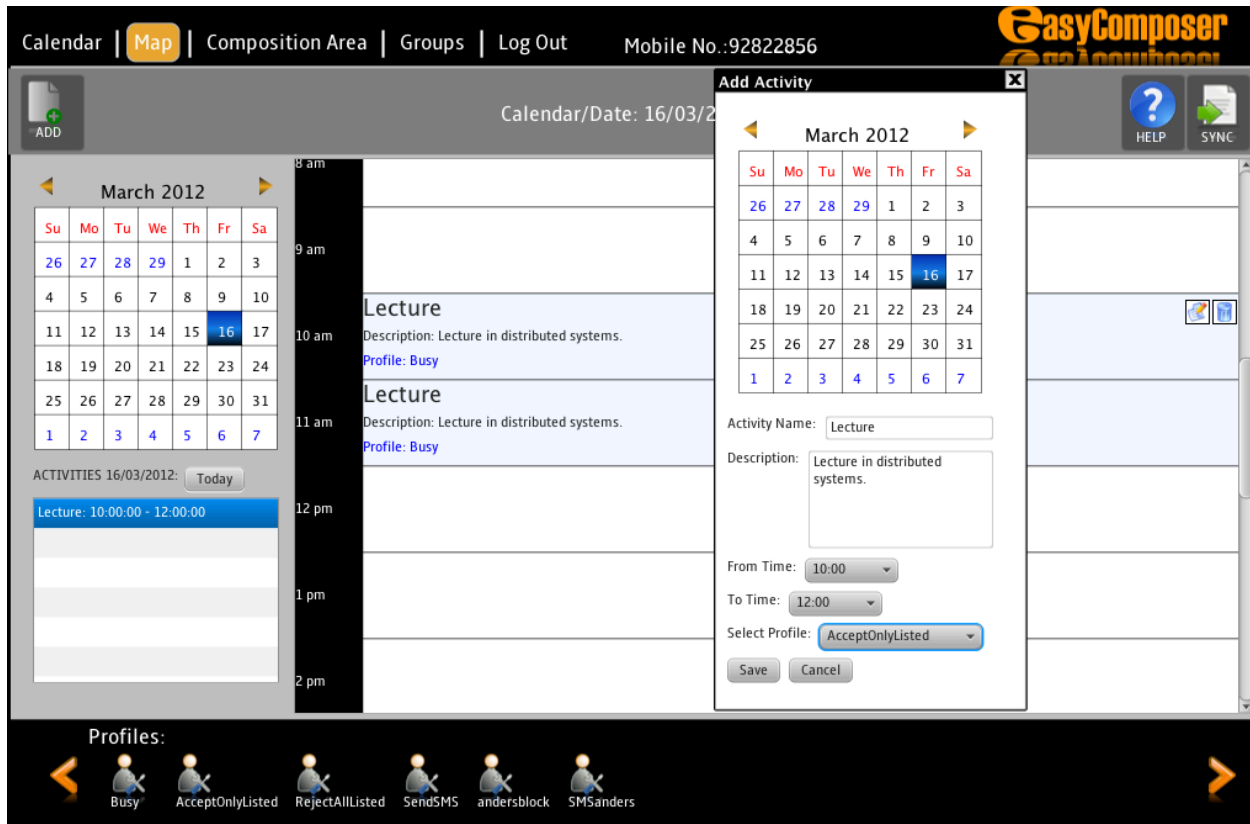 Calendar | Map | Composition Area | Groups | Log Out Mobile No.:92822856 EasyComposer
ADD
Calendar/Date: 16/03/2
HELP
SYNC
March 2012
Su Mo Tu We Th Fr Sa
26 27 28 29 1 2 3
4 5 6 7 8 9 10
11 12 13 14 15 16 17
18 19 20 21 22 23 24
25 26 27 28 29 30 31
1 2 3 4 5 6 7
ACTIVITIES 16/03/2012: Today
Lecture: 10:00:00 - 12:00:00
8 am
9 am
10 am
Lecture
Description: Lecture in distributed systems.
Profile: Busy
11 am
Lecture
Description: Lecture in distributed systems.
Profile: Busy
12 pm
1 pm
2 pm
Add Activity X
March 2012
Su Mo Tu We Th Fr Sa
26 27 28 29 1 2 3
4 5 6 7 8 9 10
11 12 13 14 15 16 17
18 19 20 21 22 23 24
25 26 27 28 29 30 31
1 2 3 4 5 6 7
Activity Name: Lecture
Description: Lecture in distributed
systems.
From Time: 10:00
To Time: 12:00
Select Profile: AcceptOnlyListed
Save Cancel
Profiles:
Busy AcceptOnlyListed RejectAllListed SendSMS andersblock SMSanders